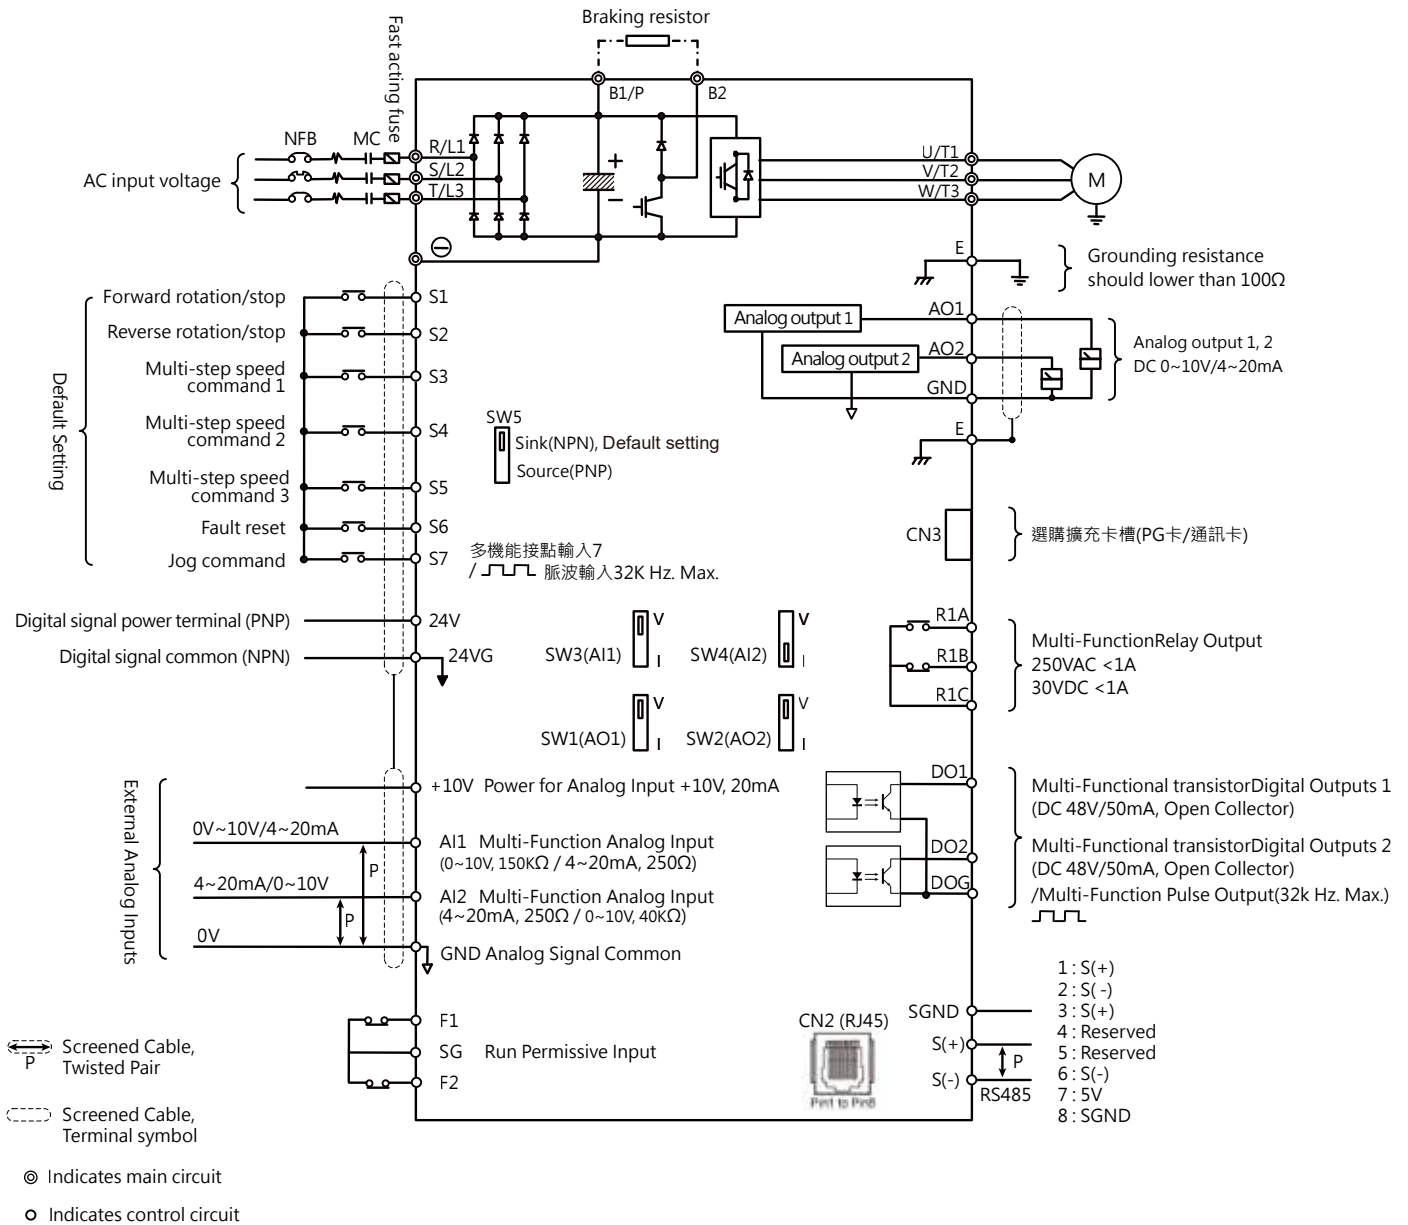 Braking resistor
Fast acting fuse
B1/P
B2
NFB
MC
AC input voltage
R/L1
S/L2
T/L3
+
−
U/T1
V/T2
W/T3
M
E
Grounding resistance
should lower than 100Ω
Default Setting
Forward rotation/stop
S1
Reverse rotation/stop
S2
Multi-step speed
command 1
S3
Multi-step speed
command 2
S4
Multi-step speed
command 3
S5
Fault reset
S6
Jog command
S7
SW5
Sink(NPN), Default setting
Source(PNP)
多機能接點輸入7
/ 脈波輸入32K Hz. Max.
Analog output 1
AO1
Analog output 2
AO2
GND
E
Analog output 1, 2
DC 0~10V/4~20mA
CN3
選購擴充卡槽(PG卡/通訊卡)
Digital signal power terminal (PNP)
24V
Digital signal common (NPN)
24VG
SW3(AI1)
V
I
SW4(AI2)
V
I
SW1(AO1)
V
I
SW2(AO2)
V
I
R1A
R1B
R1C
Multi-FunctionRelay Output
250VAC <1A
30VDC <1A
External Analog Inputs
+10V Power for Analog Input +10V, 20mA
0V~10V/4~20mA
AI1 Multi-Function Analog Input
(0~10V, 150KΩ / 4~20mA, 250Ω)
P
4~20mA/0~10V
AI2 Multi-Function Analog Input
(4~20mA, 250Ω / 0~10V, 40KΩ)
P
0V
GND Analog Signal Common
DO1
DO2
DOG
Multi-Functional transistorDigital Outputs 1
(DC 48V/50mA, Open Collector)
Multi-Functional transistorDigital Outputs 2
(DC 48V/50mA, Open Collector)
/Multi-Function Pulse Output(32k Hz. Max.)
F1
SG
Run Permissive Input
F2
CN2 (RJ45)
Pin1 to Pin8
SGND
S(+)
S(-)
P
RS485
1 : S(+)
2 : S( -)
3 : S(+)
4 : Reserved
5 : Reserved
6 : S(-)
7 : 5V
8 : SGND
P
Screened Cable,
Twisted Pair
Screened Cable,
Terminal symbol
Indicates main circuit
Indicates control circuit